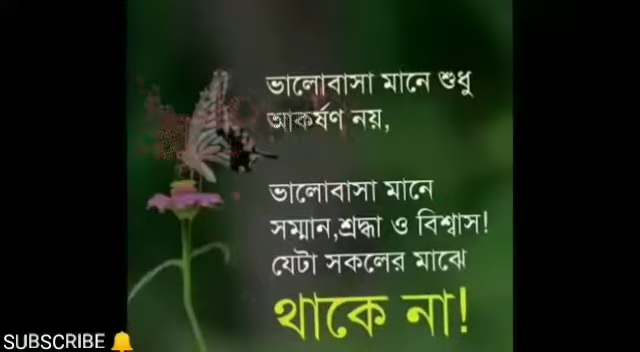 ভালোবাসা মানে শুধু
আকর্ষণ নয়,
ভালোবাসা মানে
সম্মান,শ্রদ্ধা ও বিশ্বাস!
যেটা সকলের মাঝে
থাকে না!
SUBSCRIBE